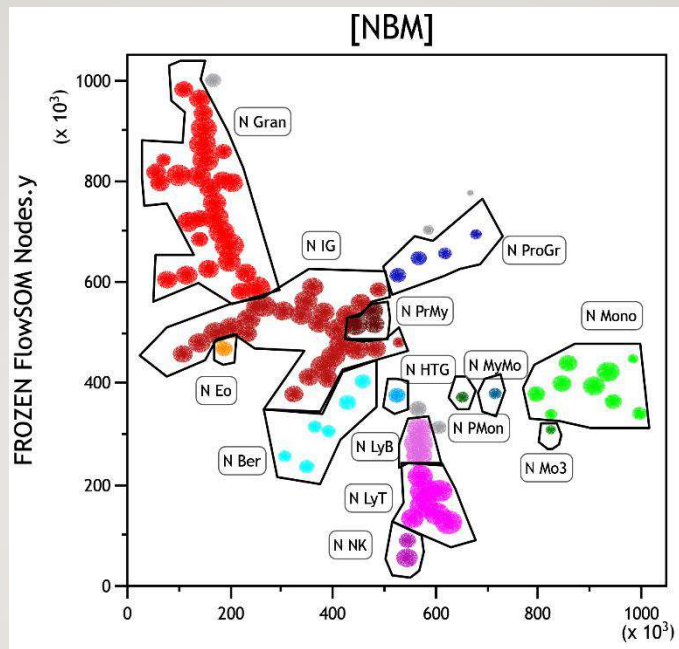 [NBM]
FROZEN FlowSOM Nodes.y
(x 10³)
1000
800
600
400
200
0
N Gran
N IG
N ProGr
N PrMy
N Mono
N Eo
N HTG
N MyMo
N PMon
N Mo3
N Ber
N LyB
N LyT
N NK
0
200
400
600
800
1000
(x 10³)